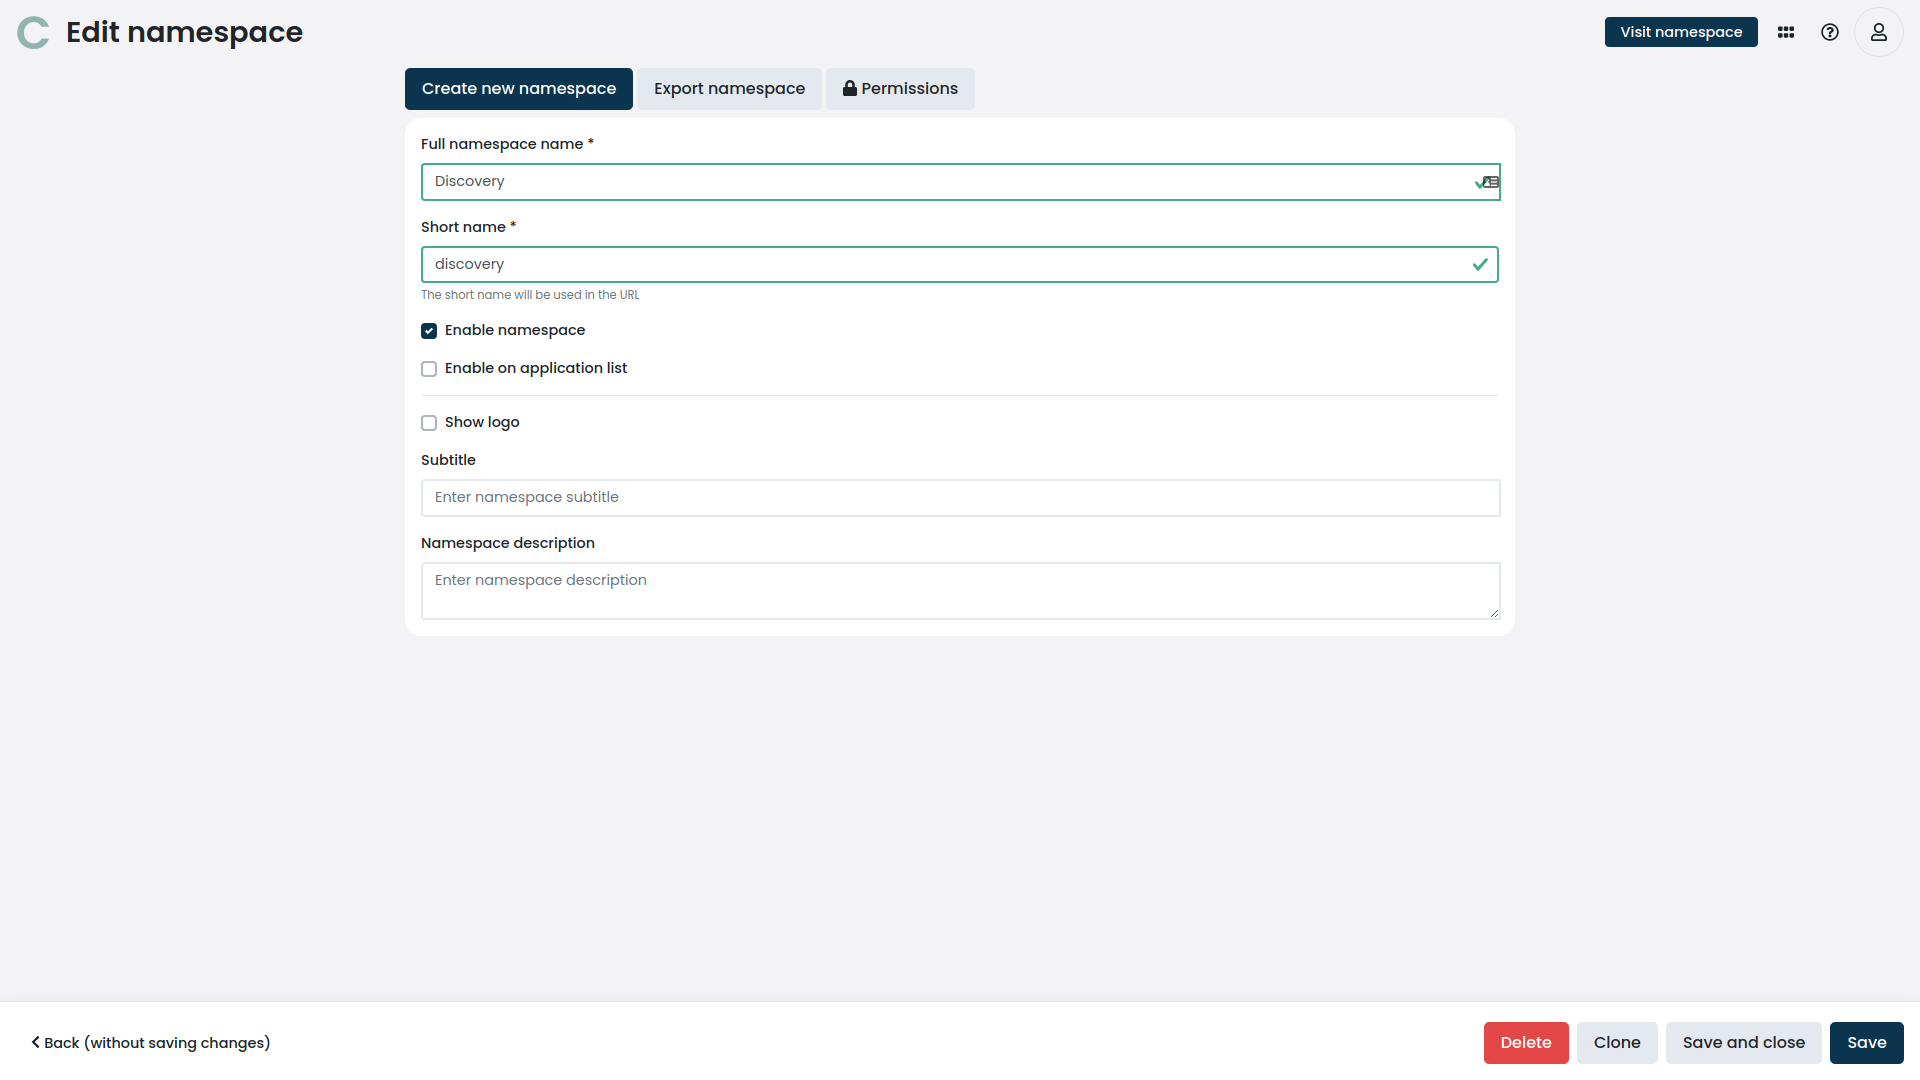 Edit namespace
Visit namespace
Create new namespace
Export namespace
Permissions
Full namespace name *
Discovery
Short name *
discovery
The short name will be used in the URL
Enable namespace
Enable on application list
Show logo
Subtitle
Enter namespace subtitle
Namespace description
Enter namespace description
Back (without saving changes)
Delete
Clone
Save and close
Save